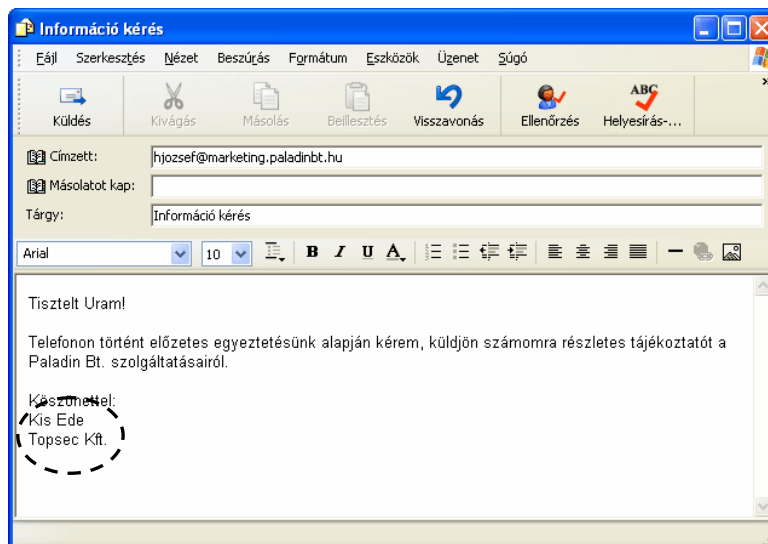 Információ kérés
Fájl Szerkesztés Nézet Beszúrás Formátum Eszközök Üzenet Súgó
Küldés Kivágás Másolás Beillesztés Visszavonás Ellenőrzés ABC Helyesírás-... »
Címzett: hjozsef@marketing.paladinbt.hu
Másolatot kap:
Tárgy: Információ kérés
Arial 10 B I U A
Tisztelt Uram!
Telefonon történt előzetes egyeztetésünk alapján kérem, küldjön számomra részletes tájékoztatót a
Paladin Bt. szolgáltatásairól.
Köszönettel:
Kis Ede
Topsec Kft.